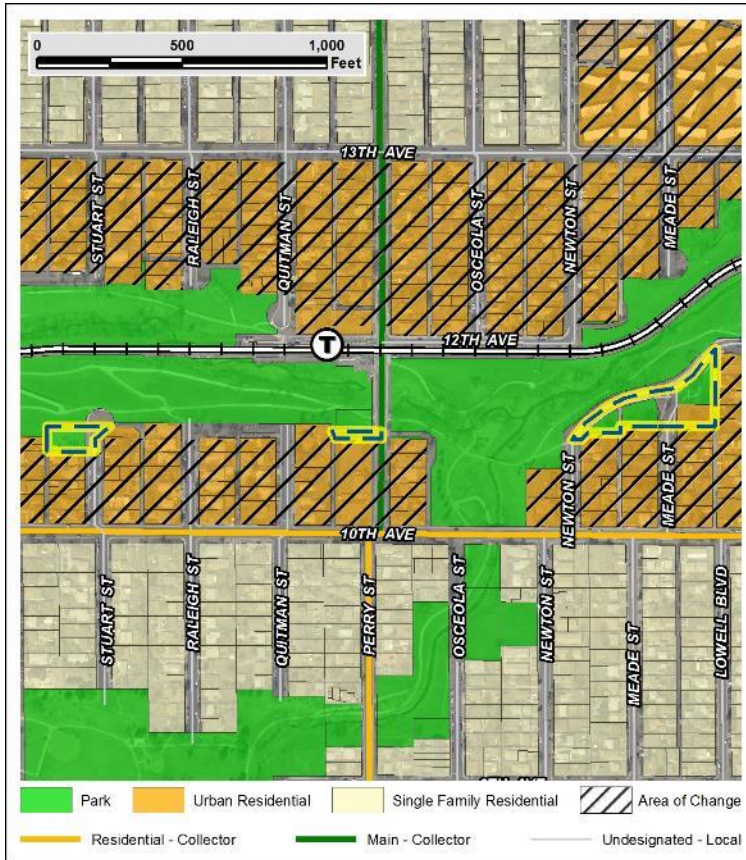 0 500 1,000
Feet
13TH AVE
STUART ST
RALEIGH ST
QUITMAN ST
OSCEOLA ST
NEWTON ST
MEADE ST
T
12TH AVE
NEWTON ST
MEADE ST
10TH AVE
STUART ST
RALEIGH ST
QUITMAN ST
PERRY ST
OSCEOLA ST
NEWTON ST
MEADE ST
LOWELL BLVD
Park Urban Residential Single Family Residential Area of Change
Residential - Collector Main - Collector Undesignated - Local